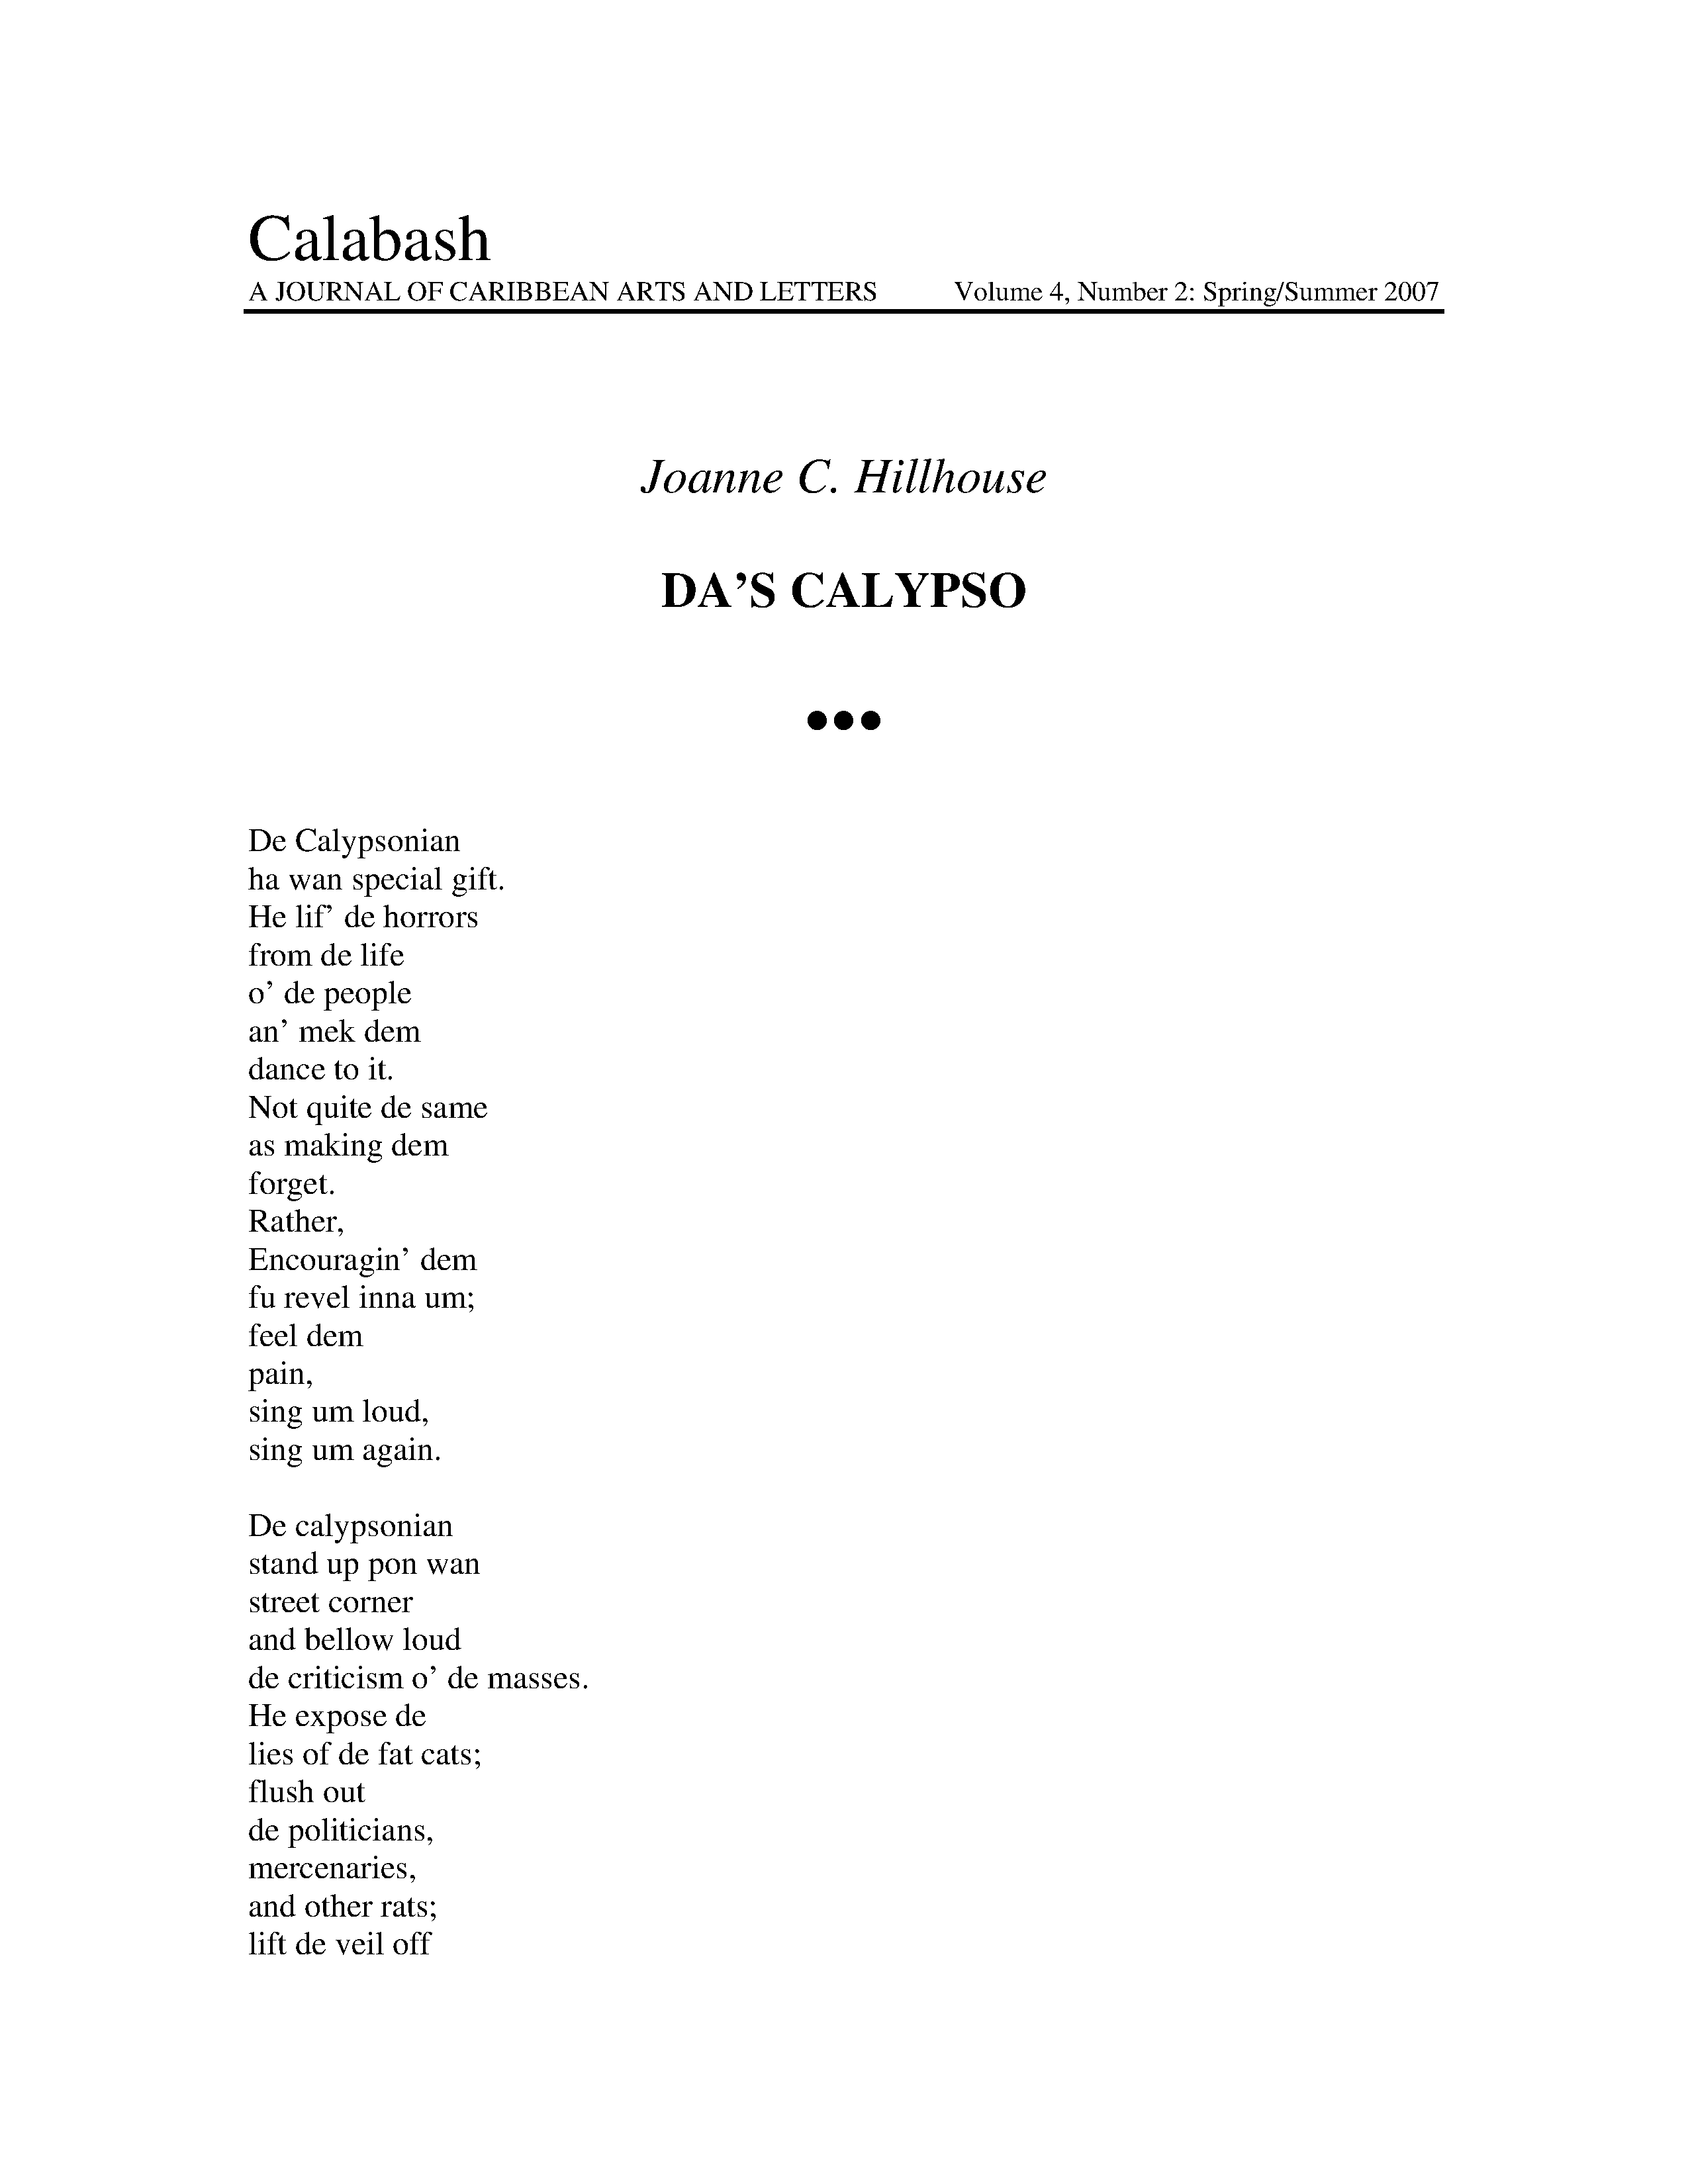 Calabash
A JOURNAL OF CARIBBEAN ARTS AND LETTERS Volume 4, Number 2: Spring/Summer 2007
Joanne C. Hillhouse
DA’S CALYPSO
●●●
De Calypsonian
ha wan special gift.
He lif’ de horrors
from de life
o’ de people
an’ mek dem
dance to it.
Not quite de same
as making dem
forget.
Rather,
Encouragin’ dem
fu revel inna um;
feel dem
pain,
sing um loud,
sing um again.

De calypsonian
stand up pon wan
street corner
and bellow loud
de criticism o’ de masses.
He expose de
lies of de fat cats;
flush out
de politicians,
mercenaries,
and other rats;
lift de veil off